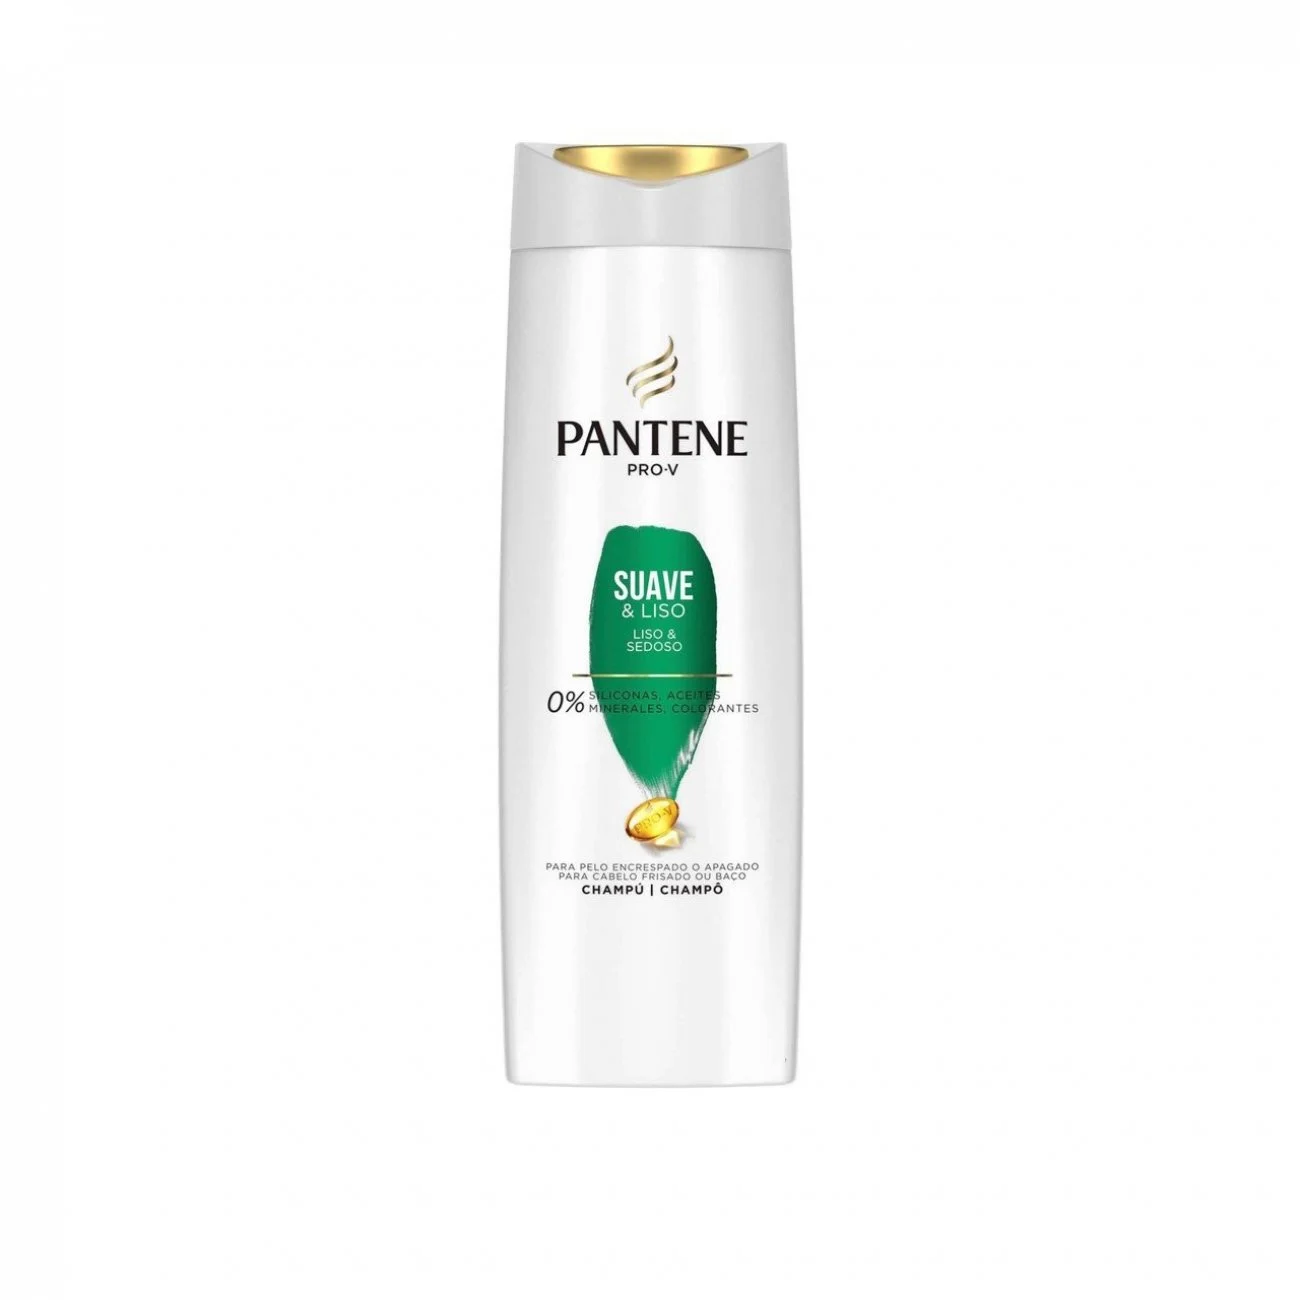 PANTENE
PRO-V
SUAVE
& LISO
LISO &
SEDOSO
0% SILICONAS, ACEITES
MINERALES, COLORANTES
PRO-V
PARA PELO ENCRESPADO O APAGADO
PARA CABELO FRISADO OU BAÇO
CHAMPÚ | CHAMPÔ